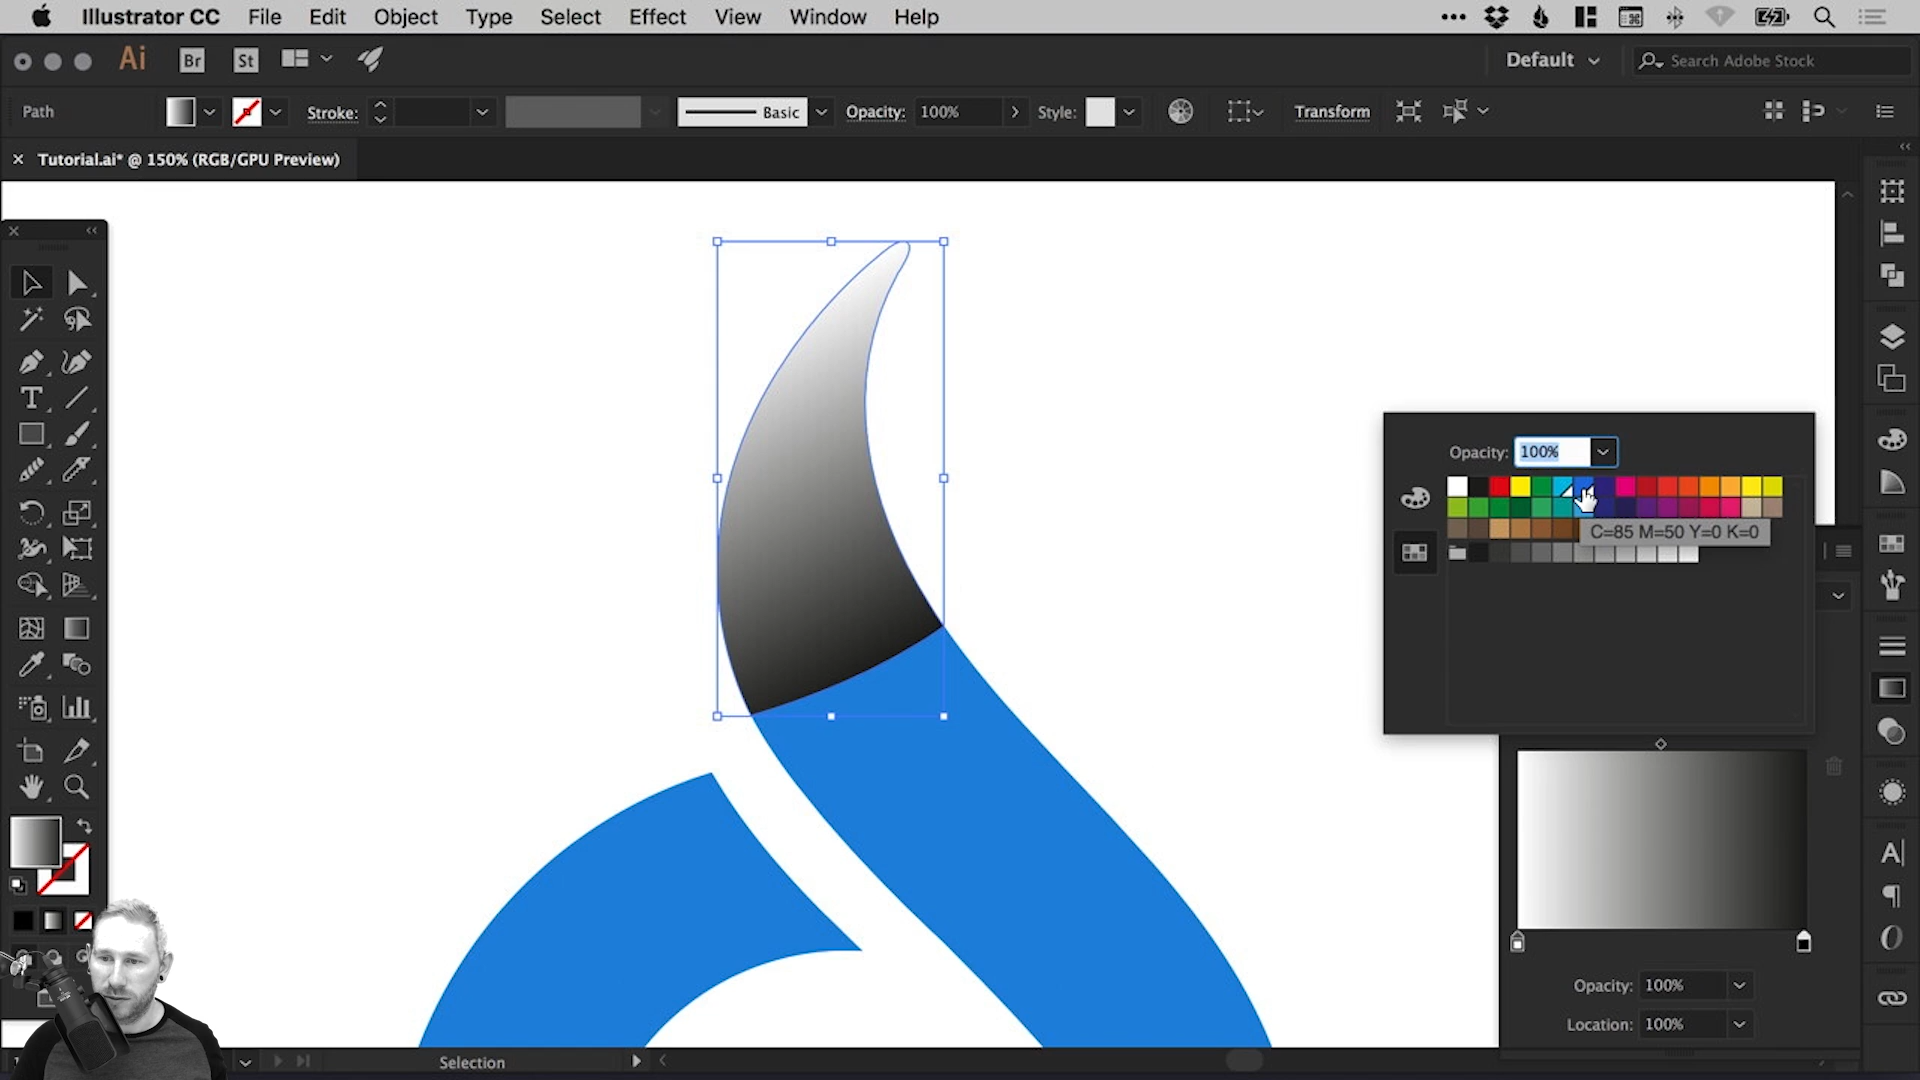 Illustrator CC File Edit Object Type Select Effect View Window Help
Ai Br St Default Search Adobe Stock
Path Stroke: Basic Opacity: 100% Style: Transform
Tutorial.ai* @ 150% (RGB/GPU Preview)
Opacity: 100%
C=85 M=50 Y=0 K=0
Opacity: 100%
Location: 100%
Selection